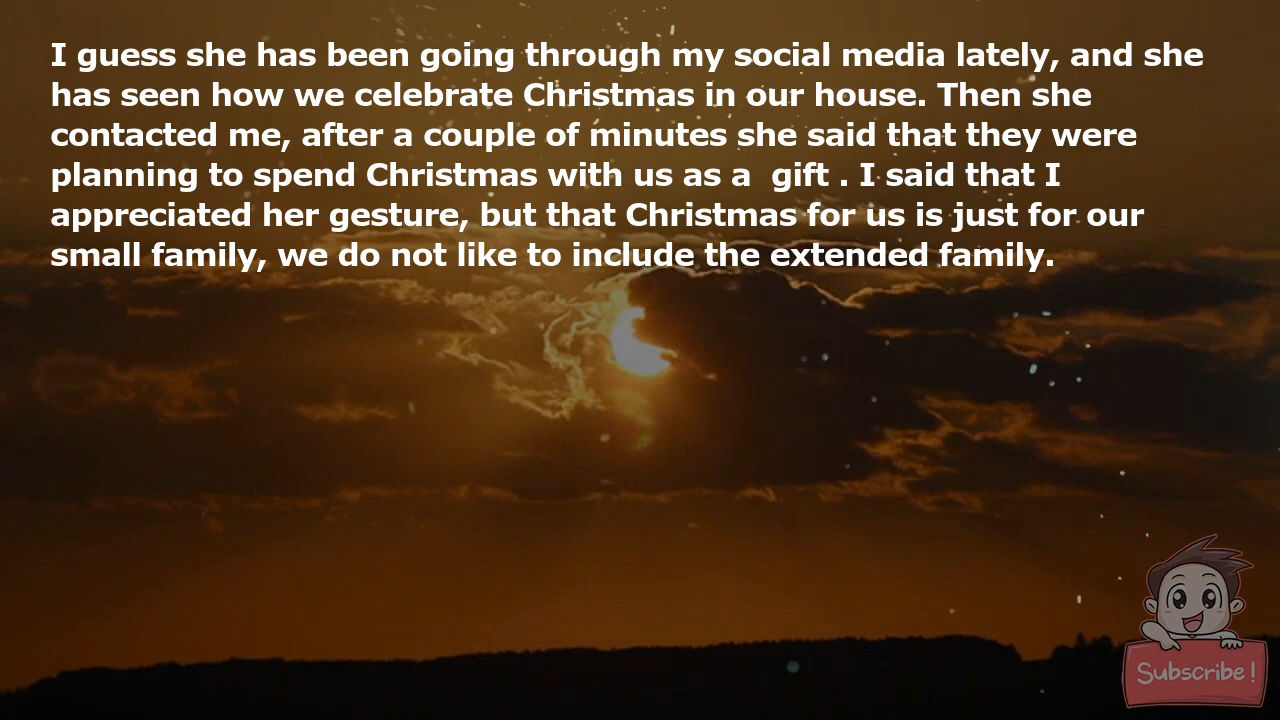 I guess she has been going through my social media lately, and she
has seen how we celebrate Christmas in our house. Then she
contacted me, after a couple of minutes she said that they were
planning to spend Christmas with us as a  gift . I said that I
appreciated her gesture, but that Christmas for us is just for our
small family, we do not like to include the extended family.
Subscribe!